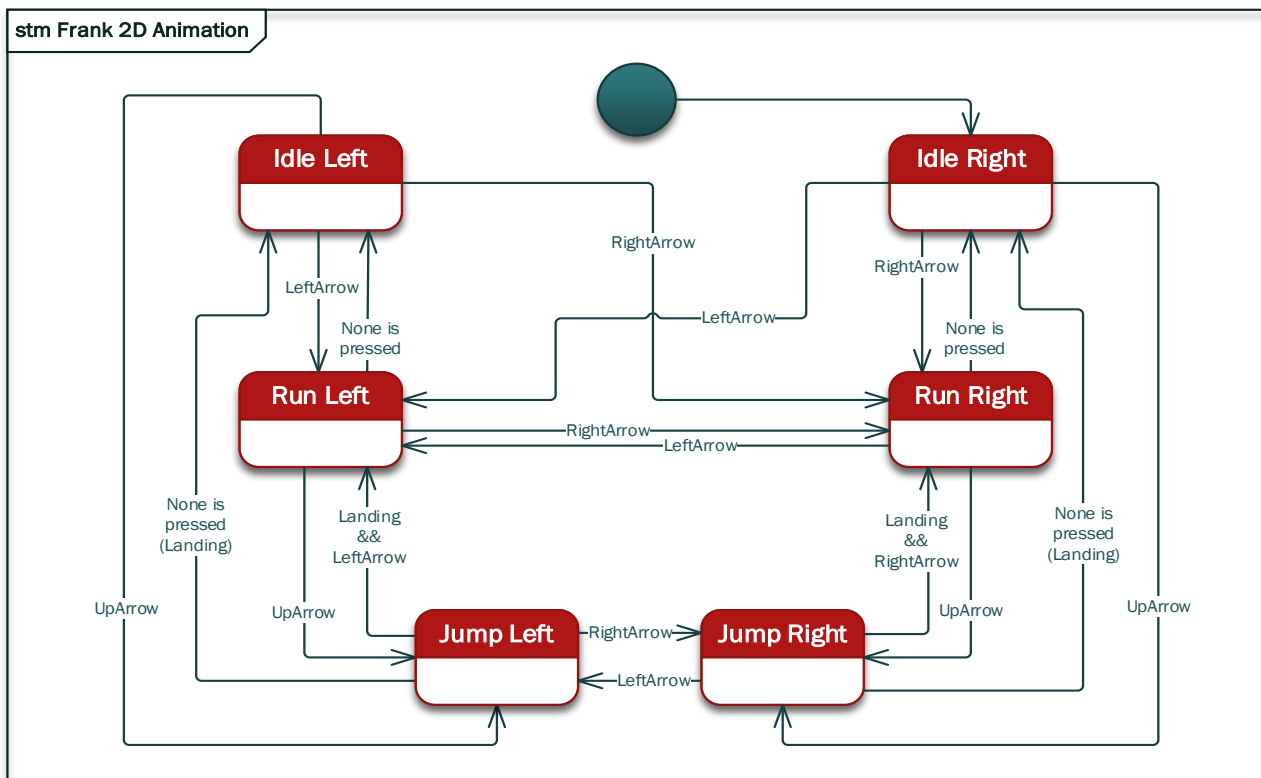 stm Frank 2D Animation
Idle Left
Idle Right
RightArrow
RightArrow
LeftArrow
LeftArrow
None is
pressed
None is
pressed
Run Left
Run Right
RightArrow
LeftArrow
None is
pressed
(Landing)
Landing
&&
LeftArrow
Landing
&&
RightArrow
None is
pressed
(Landing)
UpArrow
UpArrow
UpArrow
UpArrow
Jump Left
RightArrow
Jump Right
LeftArrow